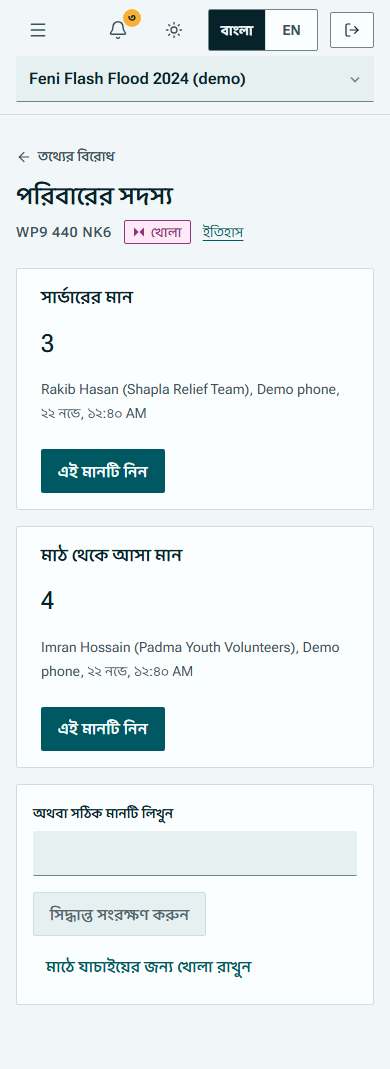 ৩
বাংলা
EN
Feni Flash Flood 2024 (demo)
← তথ্যের বিরোধ
পরিবারের সদস্য
WP9 440 NK6
খোলা
ইতিহাস
সার্ভারের মান
3
Rakib Hasan (Shapla Relief Team), Demo phone,
২২ নভে, ১২:৪০ AM
এই মানটি নিন
মাঠ থেকে আসা মান
4
Imran Hossain (Padma Youth Volunteers), Demo
phone, ২২ নভে, ১২:৪০ AM
এই মানটি নিন
অথবা সঠিক মানটি লিখুন
সিদ্ধান্ত সংরক্ষণ করুন
মাঠে যাচাইয়ের জন্য খোলা রাখুন